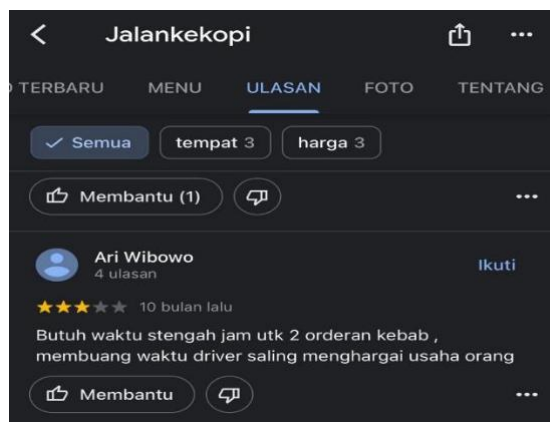 Jalankekopi
O TERBARU MENU ULASAN FOTO TENTANG
Semua tempat 3 harga 3
Membantu (1)
Ari Wibowo
4 ulasan
Ikuti
10 bulan lalu
Butuh waktu stengah jam utk 2 orderan kebab ,
membuang waktu driver saling menghargai usaha orang
Membantu